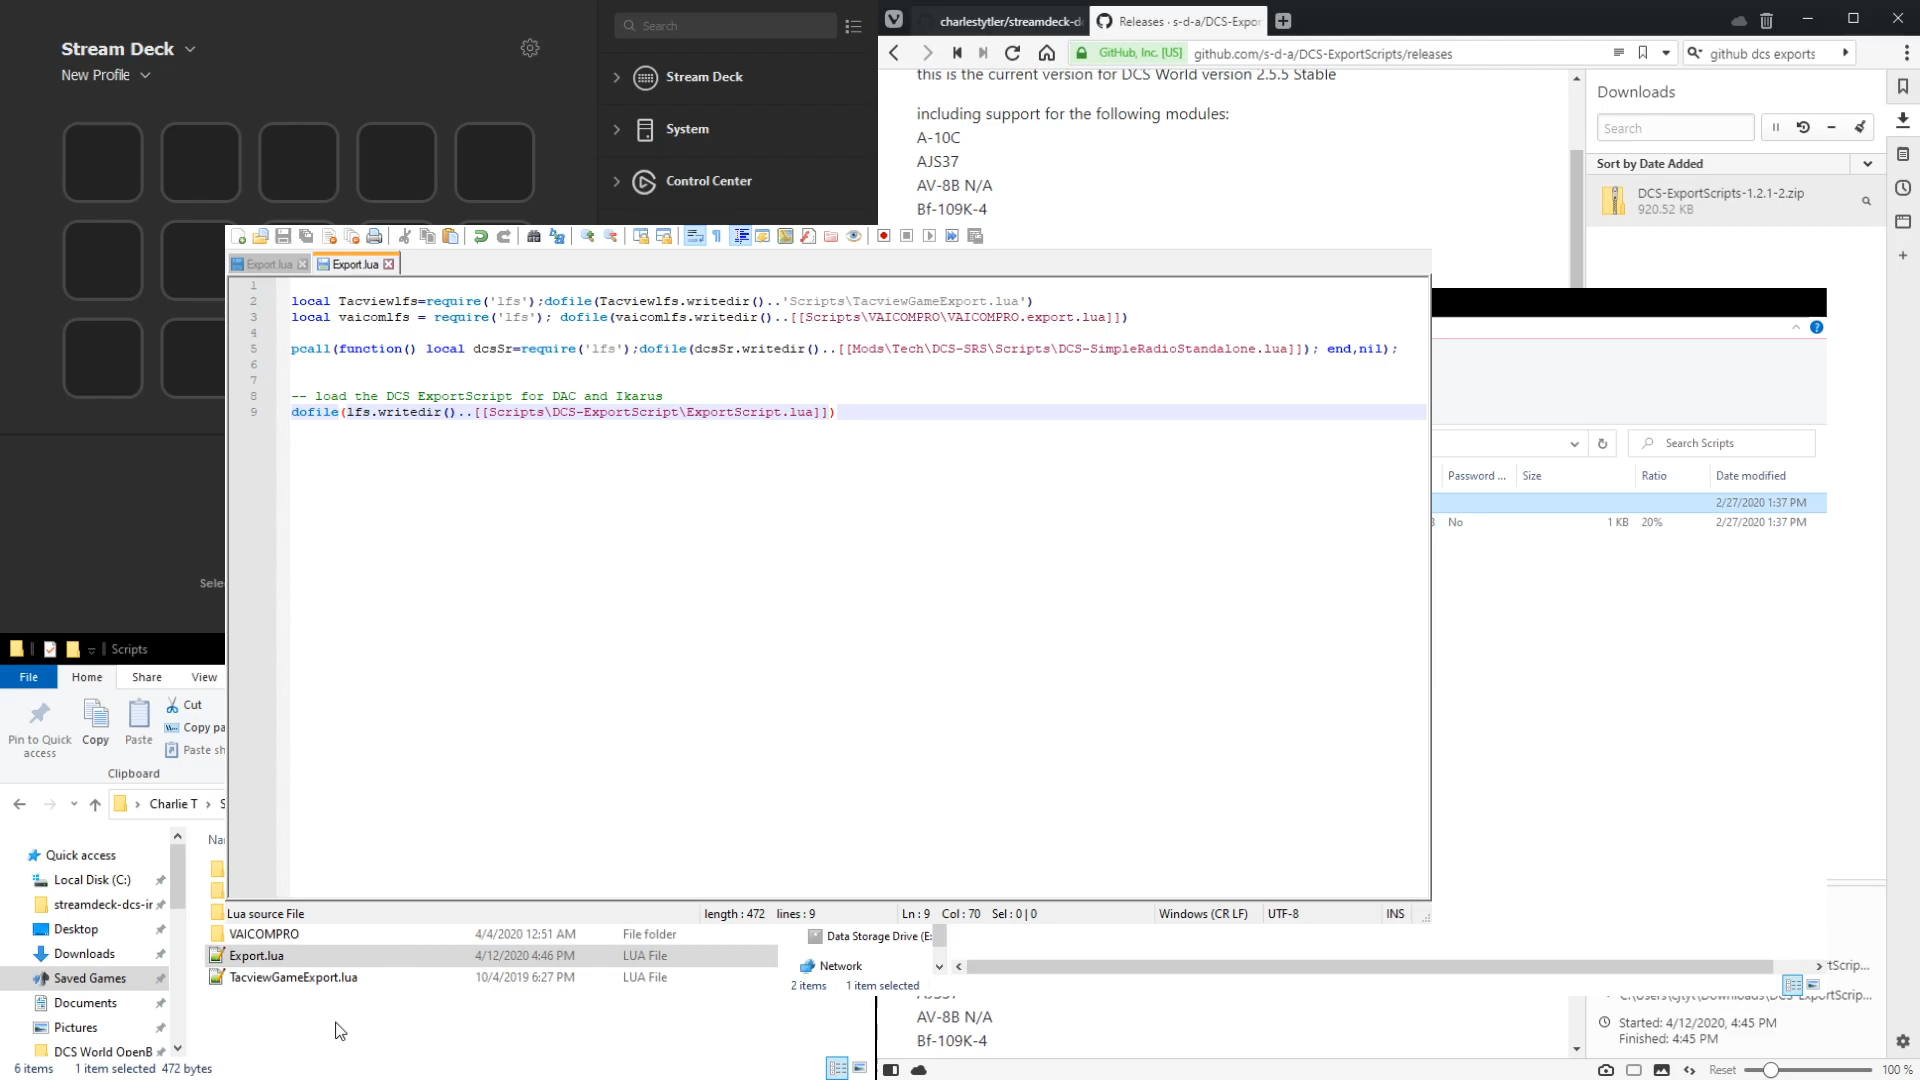 Stream Deck
New Profile
Search
Stream Deck
System
Control Center
charlestytler/streamdeck-d
Releases · s-d-a/DCS-Expor
GitHub, Inc. [US]
github.com/s-d-a/DCS-ExportScripts/releases
github dcs exports
this is the current version for DCS World version 2.5.5 Stable
including support for the following modules:
A-10C
AJS37
AV-8B N/A
Bf-109K-4
Downloads
Search
Sort by Date Added
DCS-ExportScripts-1.2.1-2.zip
920.52 KB
Export.lua
Export.lua
1
2 local Tacviewlfs=require('lfs');dofile(Tacviewlfs.writedir()..'Scripts\TacviewGameExport.lua')
3 local vaicomlfs = require('lfs'); dofile(vaicomlfs.writedir()..[[Scripts\VAICOMPRO\VAICOMPRO.export.lua]])
4
5 pcall(function() local dcsSr=require('lfs');dofile(dcsSr.writedir()..[[Mods\Tech\DCS-SRS\Scripts\DCS-SimpleRadioStandalone.lua]]); end,nil);
6
7
8 -- load the DCS ExportScript for DAC and Ikarus
9 dofile(lfs.writedir()..[[Scripts\DCS-ExportScript\ExportScript.lua]])
Search Scripts
Password ...
Size
Ratio
Date modified
2/27/2020 1:37 PM
No
1 KB
20%
2/27/2020 1:37 PM
Sele
Scripts
File
Home
Share
View
Pin to Quick access
Copy
Paste
Cut
Copy pa
Paste sh
Clipboard
Charlie T
S
Na
Quick access
Local Disk (C:)
streamdeck-dcs-ir
Desktop
Downloads
Saved Games
Documents
Pictures
DCS World OpenB
Lua source File
length : 472 lines : 9
Ln : 9 Col : 70 Sel : 0 | 0
Windows (CR LF)
UTF-8
INS
VAICOMPRO
4/4/2020 12:51 AM
File folder
Export.lua
4/12/2020 4:46 PM
LUA File
TacviewGameExport.lua
10/4/2019 6:27 PM
LUA File
Data Storage Drive (E:
Network
2 items
1 item selected
AV-8B N/A
Bf-109K-4
tScrip...
Started: 4/12/2020, 4:45 PM
Finished: 4:45 PM
6 items
1 item selected 472 bytes
Reset
100 %